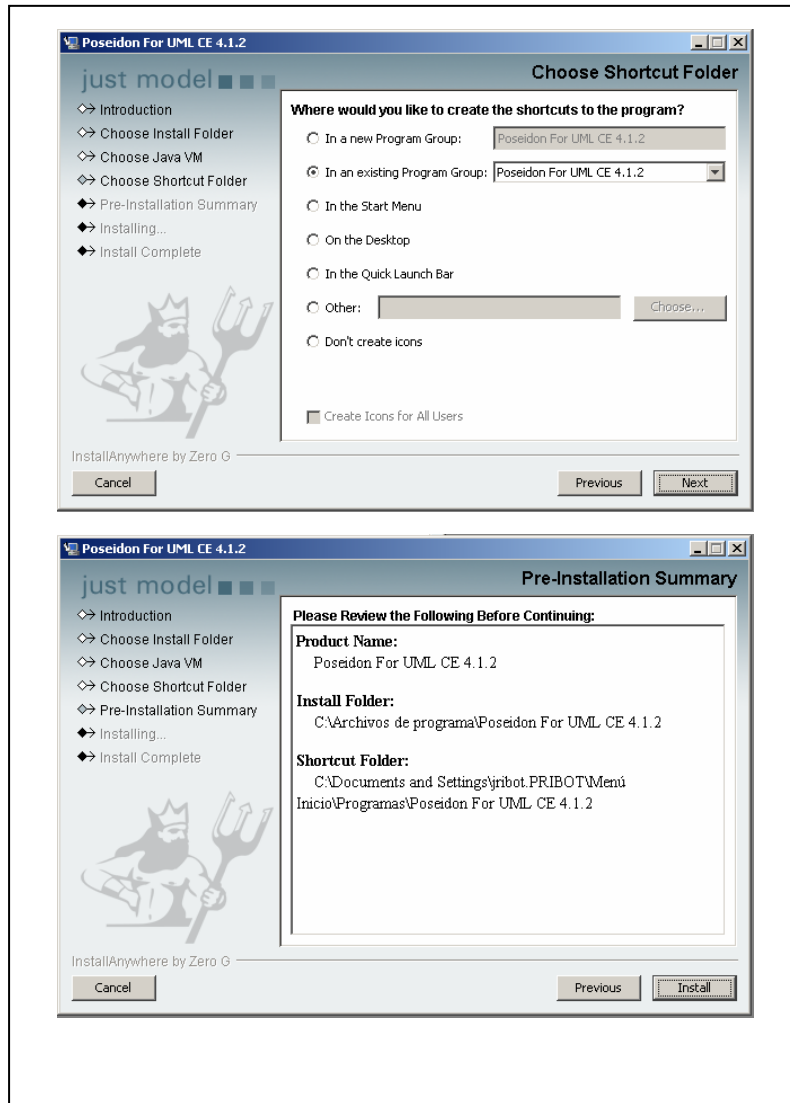 Poseidon For UML CE 4.1.2
just model
Choose Shortcut Folder
Introduction
Choose Install Folder
Choose Java VM
Choose Shortcut Folder
Pre-Installation Summary
Installing...
Install Complete
Where would you like to create the shortcuts to the program?
In a new Program Group: Poseidon For UML CE 4.1.2
In an existing Program Group: Poseidon For UML CE 4.1.2
In the Start Menu
On the Desktop
In the Quick Launch Bar
Other: Choose...
Don't create icons
Create Icons for All Users
InstallAnywhere by Zero G
Cancel Previous Next
Poseidon For UML CE 4.1.2
just model
Pre-Installation Summary
Introduction
Choose Install Folder
Choose Java VM
Choose Shortcut Folder
Pre-Installation Summary
Installing...
Install Complete
Please Review the Following Before Continuing:
Product Name:
Poseidon For UML CE 4.1.2
Install Folder:
C:\Archivos de programa\Poseidon For UML CE 4.1.2
Shortcut Folder:
C:\Documents and Settings\jribot.PRIBOT\Menú
Inicio\Programas\Poseidon For UML CE 4.1.2
InstallAnywhere by Zero G
Cancel Previous Install